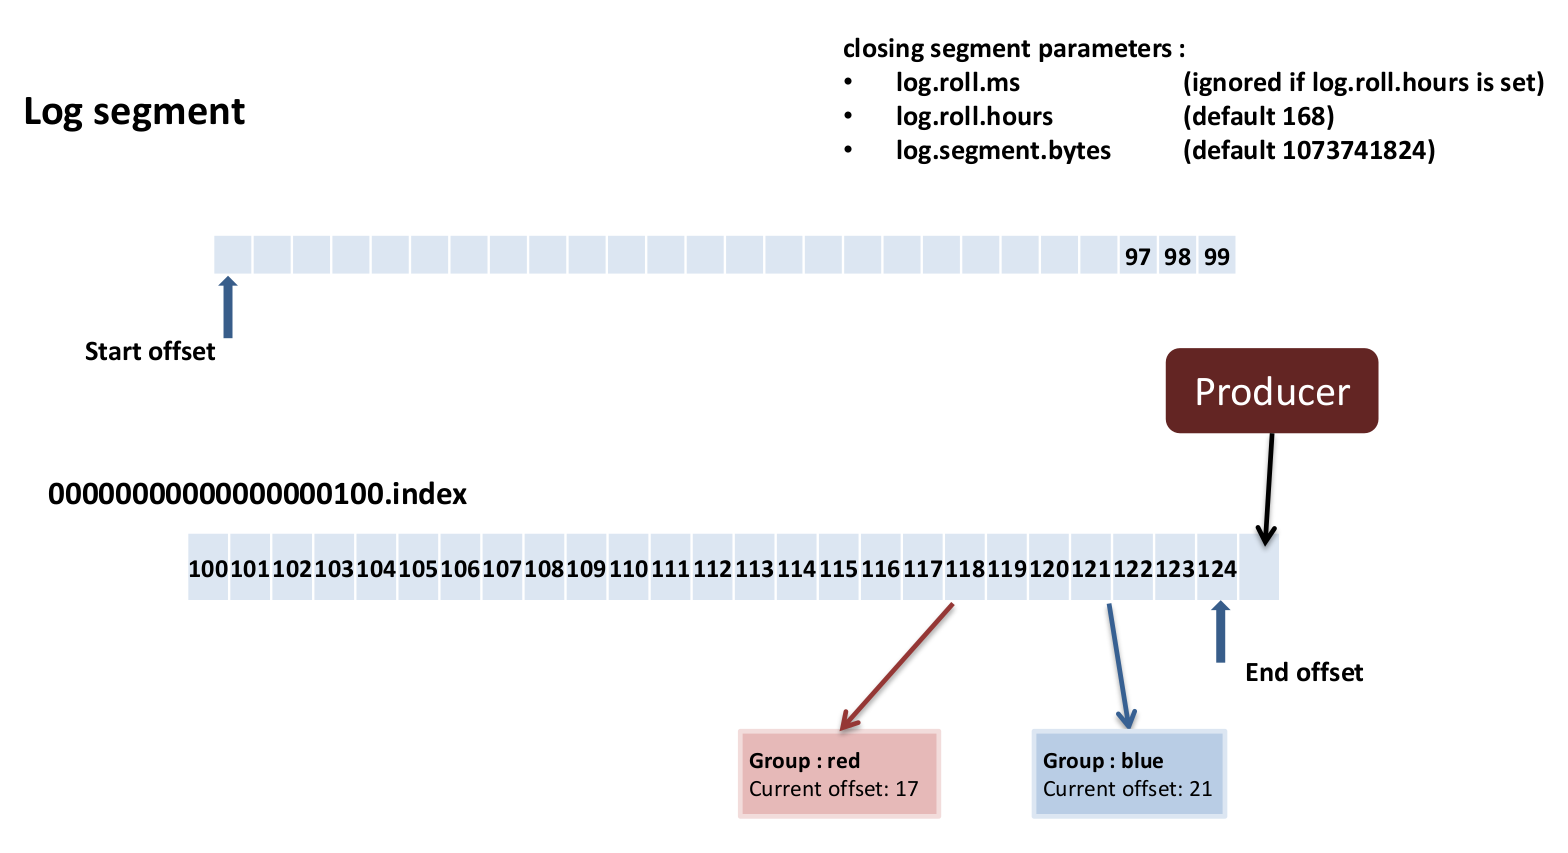 closing segment parameters :
• log.roll.ms (ignored if log.roll.hours is set)
Log segment
• log.roll.hours (default 168)
• log.segment.bytes (default 1073741824)
97 98 99
Start offset
Producer
00000000000000000100.index
100 101 102 103 104 105 106 107 108 109 110 111 112 113 114 115 116 117 118 119 120 121 122 123 124
End offset
Group : red
Current offset: 17
Group : blue
Current offset: 21